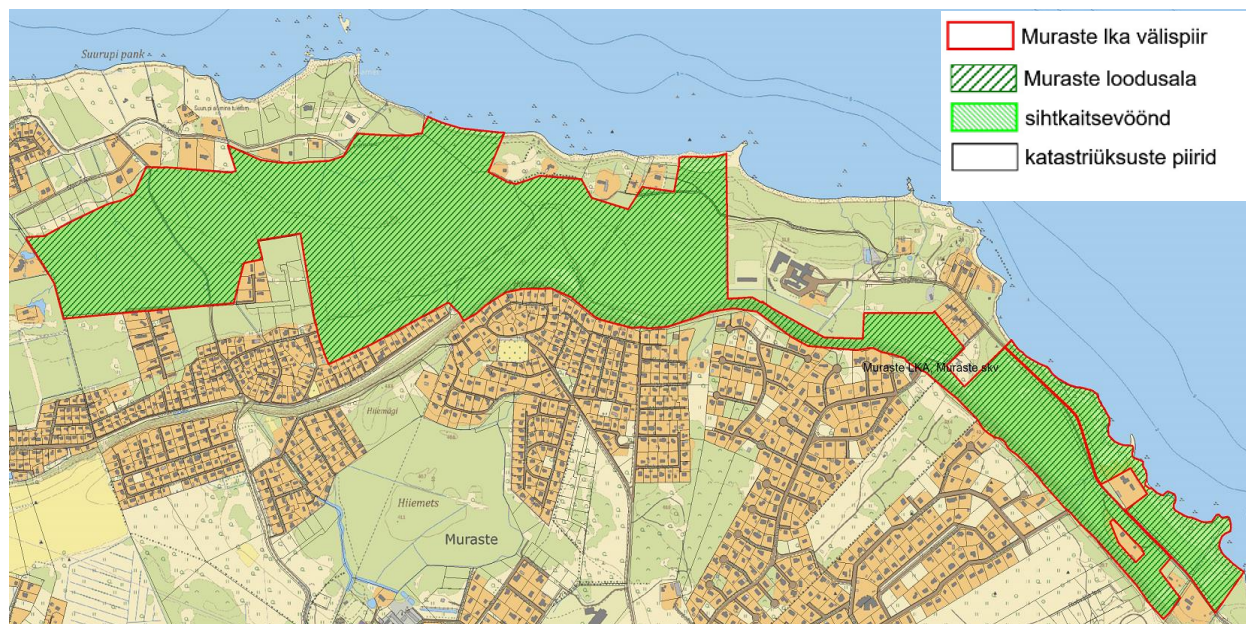 Suurupi pank
Muraste lka välispiir
Muraste loodusala
sihtkaitsevöönd
katastriüksuste piirid
Muraste LKA, Muraste skv.
Hiiemägi
Hiiemets
Muraste